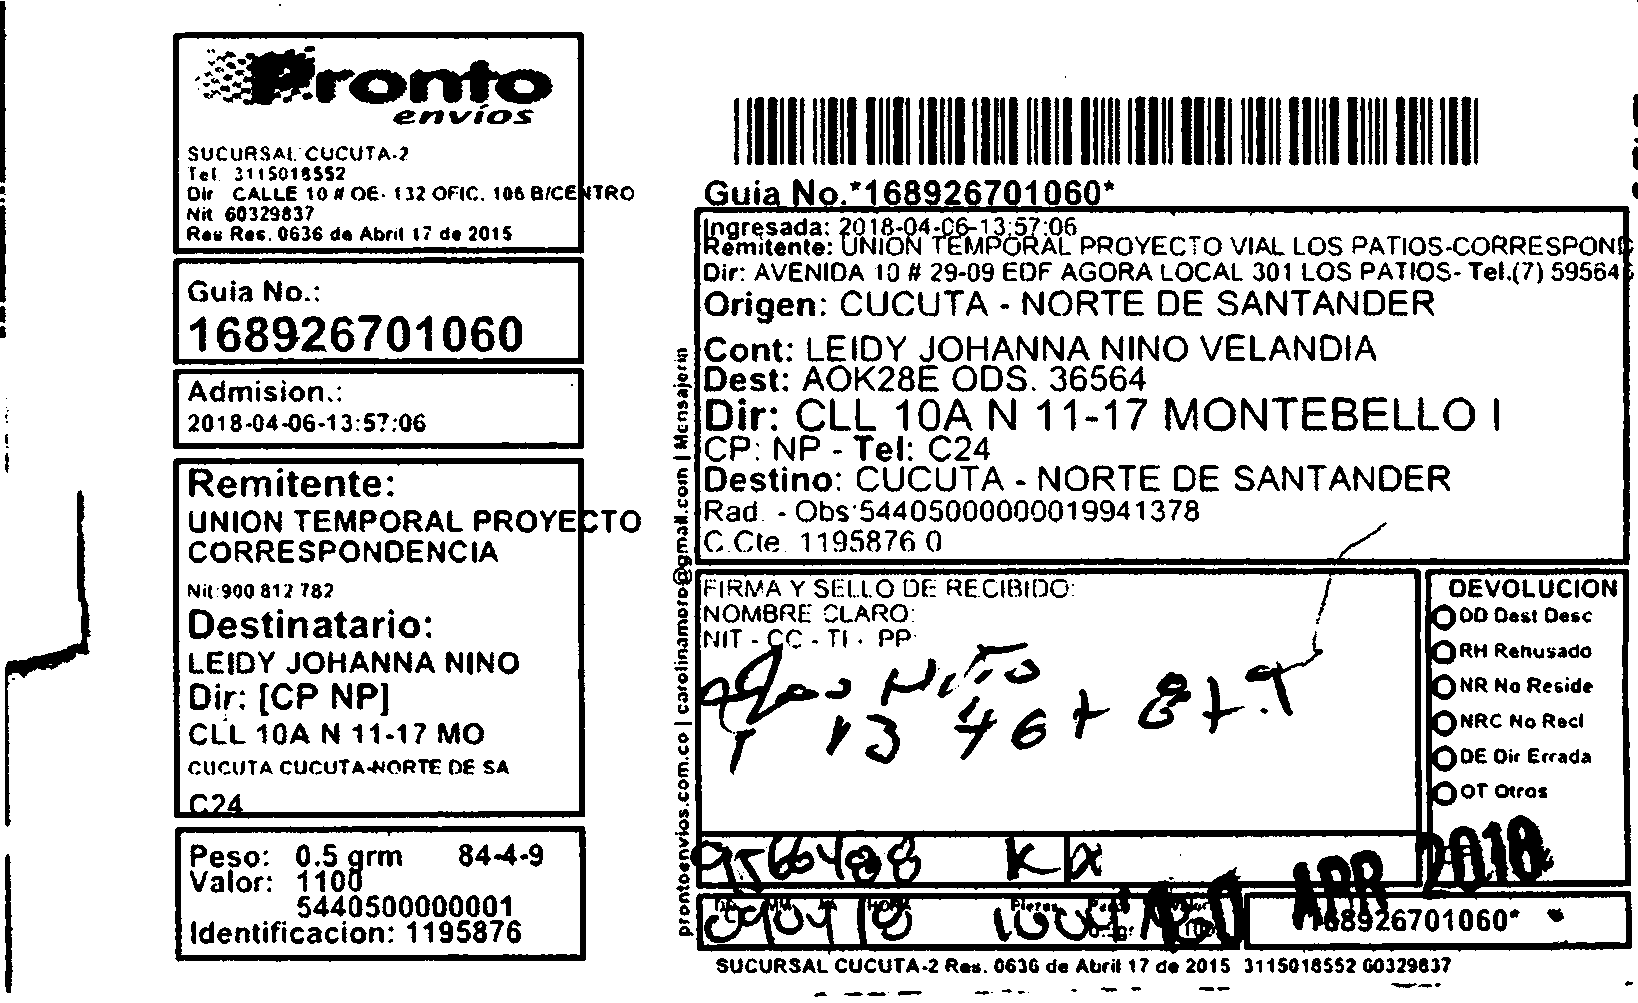 Pronto
envíos
SUCURSAL CUCUTA-2
Tel. 3115018552
Dir CALLE 10 # OE- 132 OFIC. 106 B/CENTRO
Nit 60329837
Res Res. 0636 de Abril 17 de 2015
Guia No.:
168926701060
Admision.:
2018-04-06-13:57:06
Remitente:
UNION TEMPORAL PROYECTO
CORRESPONDENCIA
Nit:900 812 782
Destinatario:
LEIDY JOHANNA NINO
Dir: [CP NP]
CLL 10A N 11-17 MO
CUCUTA CUCUTA-NORTE DE SA
C24
Peso: 0.5 grm 84-4-9
Valor: 1100
5440500000001
Identificacion: 1195876
prontoenvios.com.co | carolinamoro@gmail.com | Mensajeria
Guia No.*168926701060*
Ingresada: 2018-04-06-13:57:06
Remitente: UNION TEMPORAL PROYECTO VIAL LOS PATIOS-CORRESPOND
Dir: AVENIDA 10 # 29-09 EDF AGORA LOCAL 301 LOS PATIOS- Tel.(7) 59564
Origen: CUCUTA - NORTE DE SANTANDER
Cont: LEIDY JOHANNA NINO VELANDIA
Dest: AOK28E ODS. 36564
Dir: CLL 10A N 11-17 MONTEBELLO I
CP: NP - Tel: C24
Destino: CUCUTA - NORTE DE SANTANDER
Rad. - Obs:54405000000019941378
C.Cte. 1195876 0
FIRMA Y SELLO DE RECIBIDO:
NOMBRE CLARO:
NIT - CC - TI - PP:
Niño
DEVOLUCION
DD Dest Desc
RH Rehusado
NR No Reside
NRC No Recl
DE Dir Errada
OT Otros
APR 2018
168926701060*
SUCURSAL CUCUTA-2 Res. 0636 de Abril 17 de 2015 3115018552 60329837